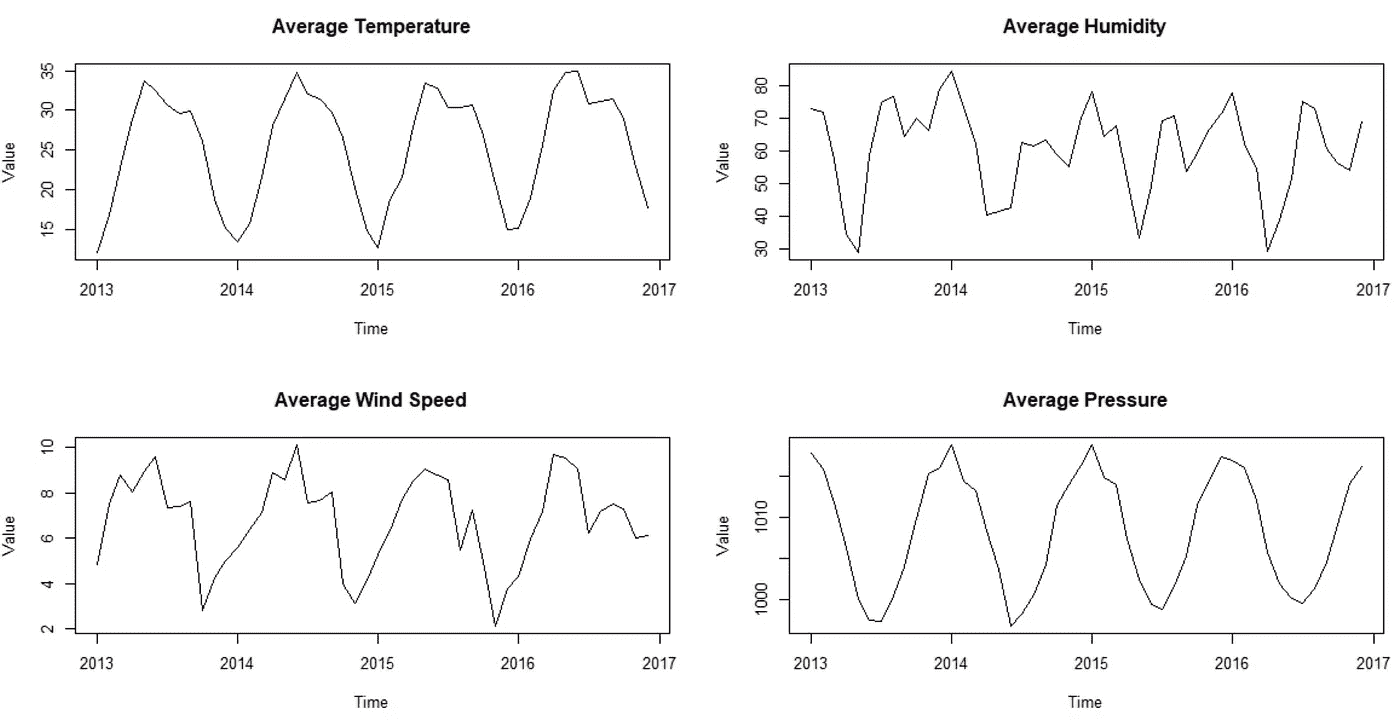 Average Temperature
Value
35
30
25
20
15
2013 2014 2015 2016 2017
Time
Average Humidity
Value
80
70
60
50
40
30
2013 2014 2015 2016 2017
Time
Average Wind Speed
Value
10
8
6
4
2
2013 2014 2015 2016 2017
Time
Average Pressure
Value
1010
1000
2013 2014 2015 2016 2017
Time